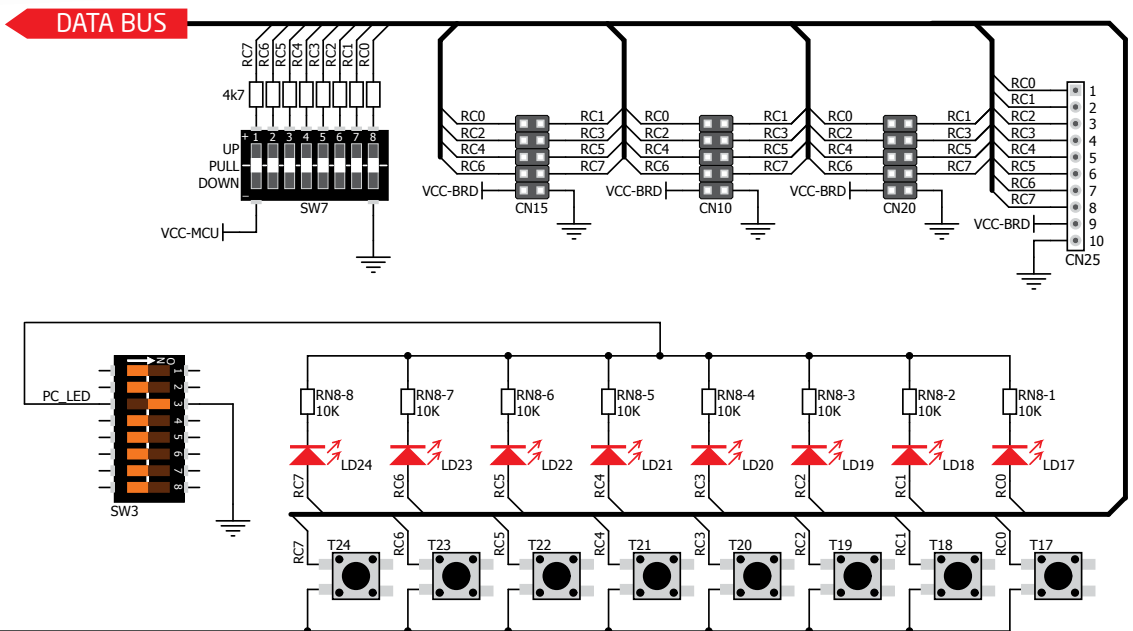 DATA BUS
RC7 RC6 RC5 RC4 RC3 RC2 RC1 RC0
4k7
+ 1 2 3 4 5 6 7 8
UP
PULL
DOWN
–
SW7
VCC-MCU
RC0 RC1
RC2 RC3
RC4 RC5
RC6 RC7
VCC-BRD
CN15
RC0 RC1
RC2 RC3
RC4 RC5
RC6 RC7
VCC-BRD
CN10
RC0 RC1
RC2 RC3
RC4 RC5
RC6 RC7
VCC-BRD
CN20
RC0 1
RC1 2
RC2 3
RC3 4
RC4 5
RC5 6
RC6 7
RC7 8
VCC-BRD 9
10
CN25
PC_LED
ON
1
2
3
4
5
6
7
8
SW3
RN8-8 RN8-7 RN8-6 RN8-5 RN8-4 RN8-3 RN8-2 RN8-1
10K 10K 10K 10K 10K 10K 10K 10K
LD24 LD23 LD22 LD21 LD20 LD19 LD18 LD17
RC7 RC6 RC5 RC4 RC3 RC2 RC1 RC0
RC7 RC6 RC5 RC4 RC3 RC2 RC1 RC0
T24 T23 T22 T21 T20 T19 T18 T17